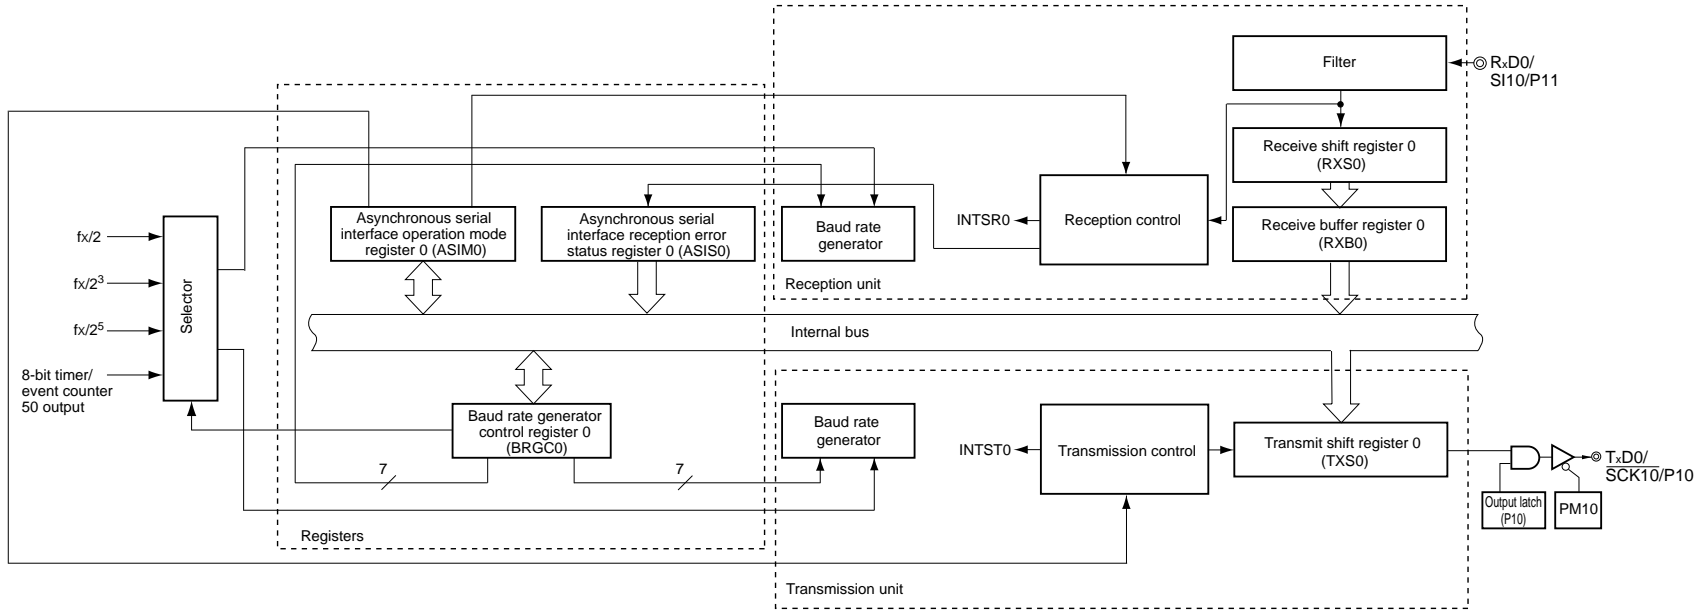 Filter
RxD0/
SI10/P11
Receive shift register 0
(RXS0)
Asynchronous serial
interface operation mode
register 0 (ASIM0)
Asynchronous serial
interface reception error
status register 0 (ASIS0)
Baud rate
generator
INTSR0
Reception control
Receive buffer register 0
(RXB0)
Reception unit
fx/2
fx/2³
fx/2⁵
8-bit timer/
event counter
50 output
Selector
Internal bus
Baud rate generator
control register 0
(BRGC0)
7
7
Registers
Baud rate
generator
INTST0
Transmission control
Transmit shift register 0
(TXS0)
TxD0/
SCK10/P10
Output latch
(P10)
PM10
Transmission unit